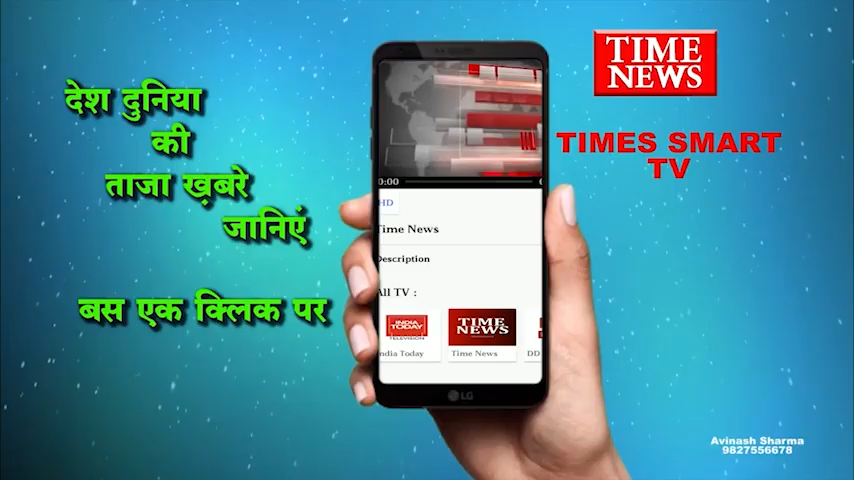 देश दुनिया
की
ताजा ख़बरे
जानिएं
बस एक क्लिक पर
0:00
HD
Time News
Description
All TV :
INDIA
TODAY
TELEVISION
India Today
TIME
NEWS
Time News
DD
LG
TIME
NEWS
TIMES SMART
TV
Avinash Sharma
9827556678